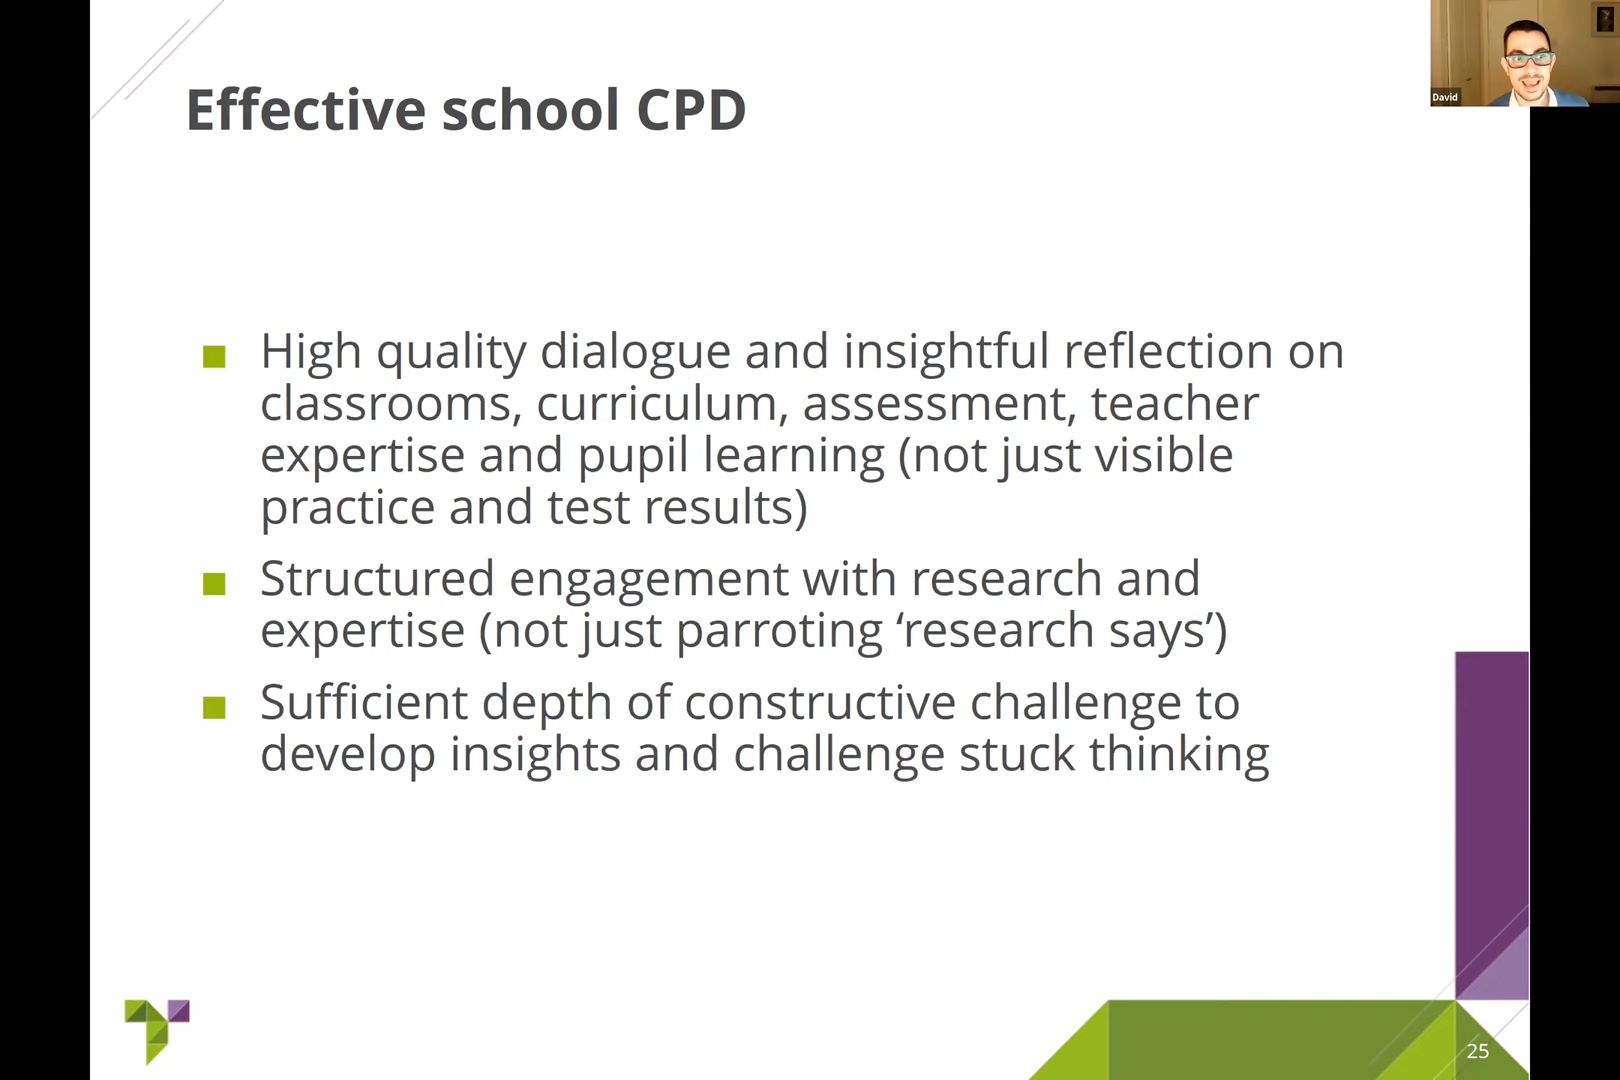 Effective school CPD
David
■ High quality dialogue and insightful reflection on
classrooms, curriculum, assessment, teacher
expertise and pupil learning (not just visible
practice and test results)
■ Structured engagement with research and
expertise (not just parroting ‘research says’)
■ Sufficient depth of constructive challenge to
develop insights and challenge stuck thinking
25